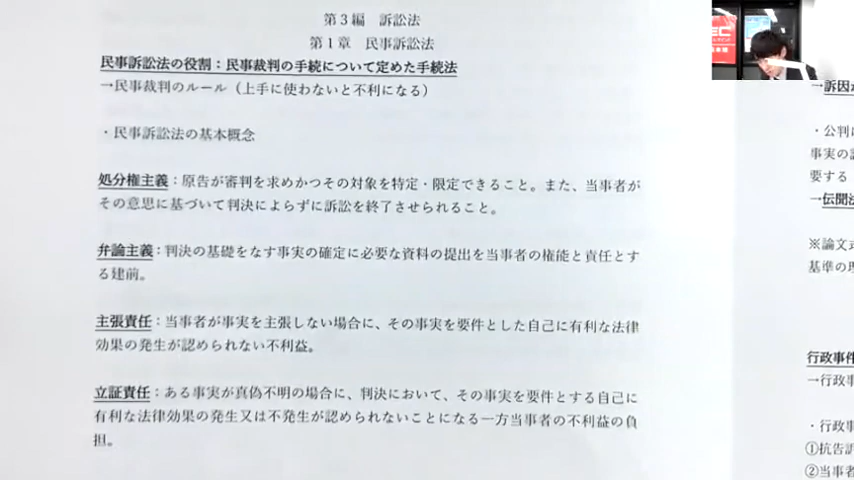 第3編 訴訟法
第1章 民事訴訟法
民事訴訟法の役割：民事裁判の手続について定めた手続法
→民事裁判のルール（上手に使わないと不利になる）
・民事訴訟法の基本概念
処分権主義：原告が審判を求めかつその対象を特定・限定できること。また、当事者が
その意思に基づいて判決によらずに訴訟を終了させられること。
弁論主義：判決の基礎をなす事実の確定に必要な資料の提出を当事者の権能と責任とす
る建前。
主張責任：当事者が事実を主張しない場合に、その事実を要件とした自己に有利な法律
効果の発生が認められない不利益。
立証責任：ある事実が真偽不明の場合に、判決において、その事実を要件とする自己に
有利な法律効果の発生又は不発生が認められないことになる一方当事者の不利益の負
担。
→訴因
・公判
事実の
要する
→伝聞法
※論文式
基準の理
行政事件
→行政事
・行政事
①抗告訴
②当事者